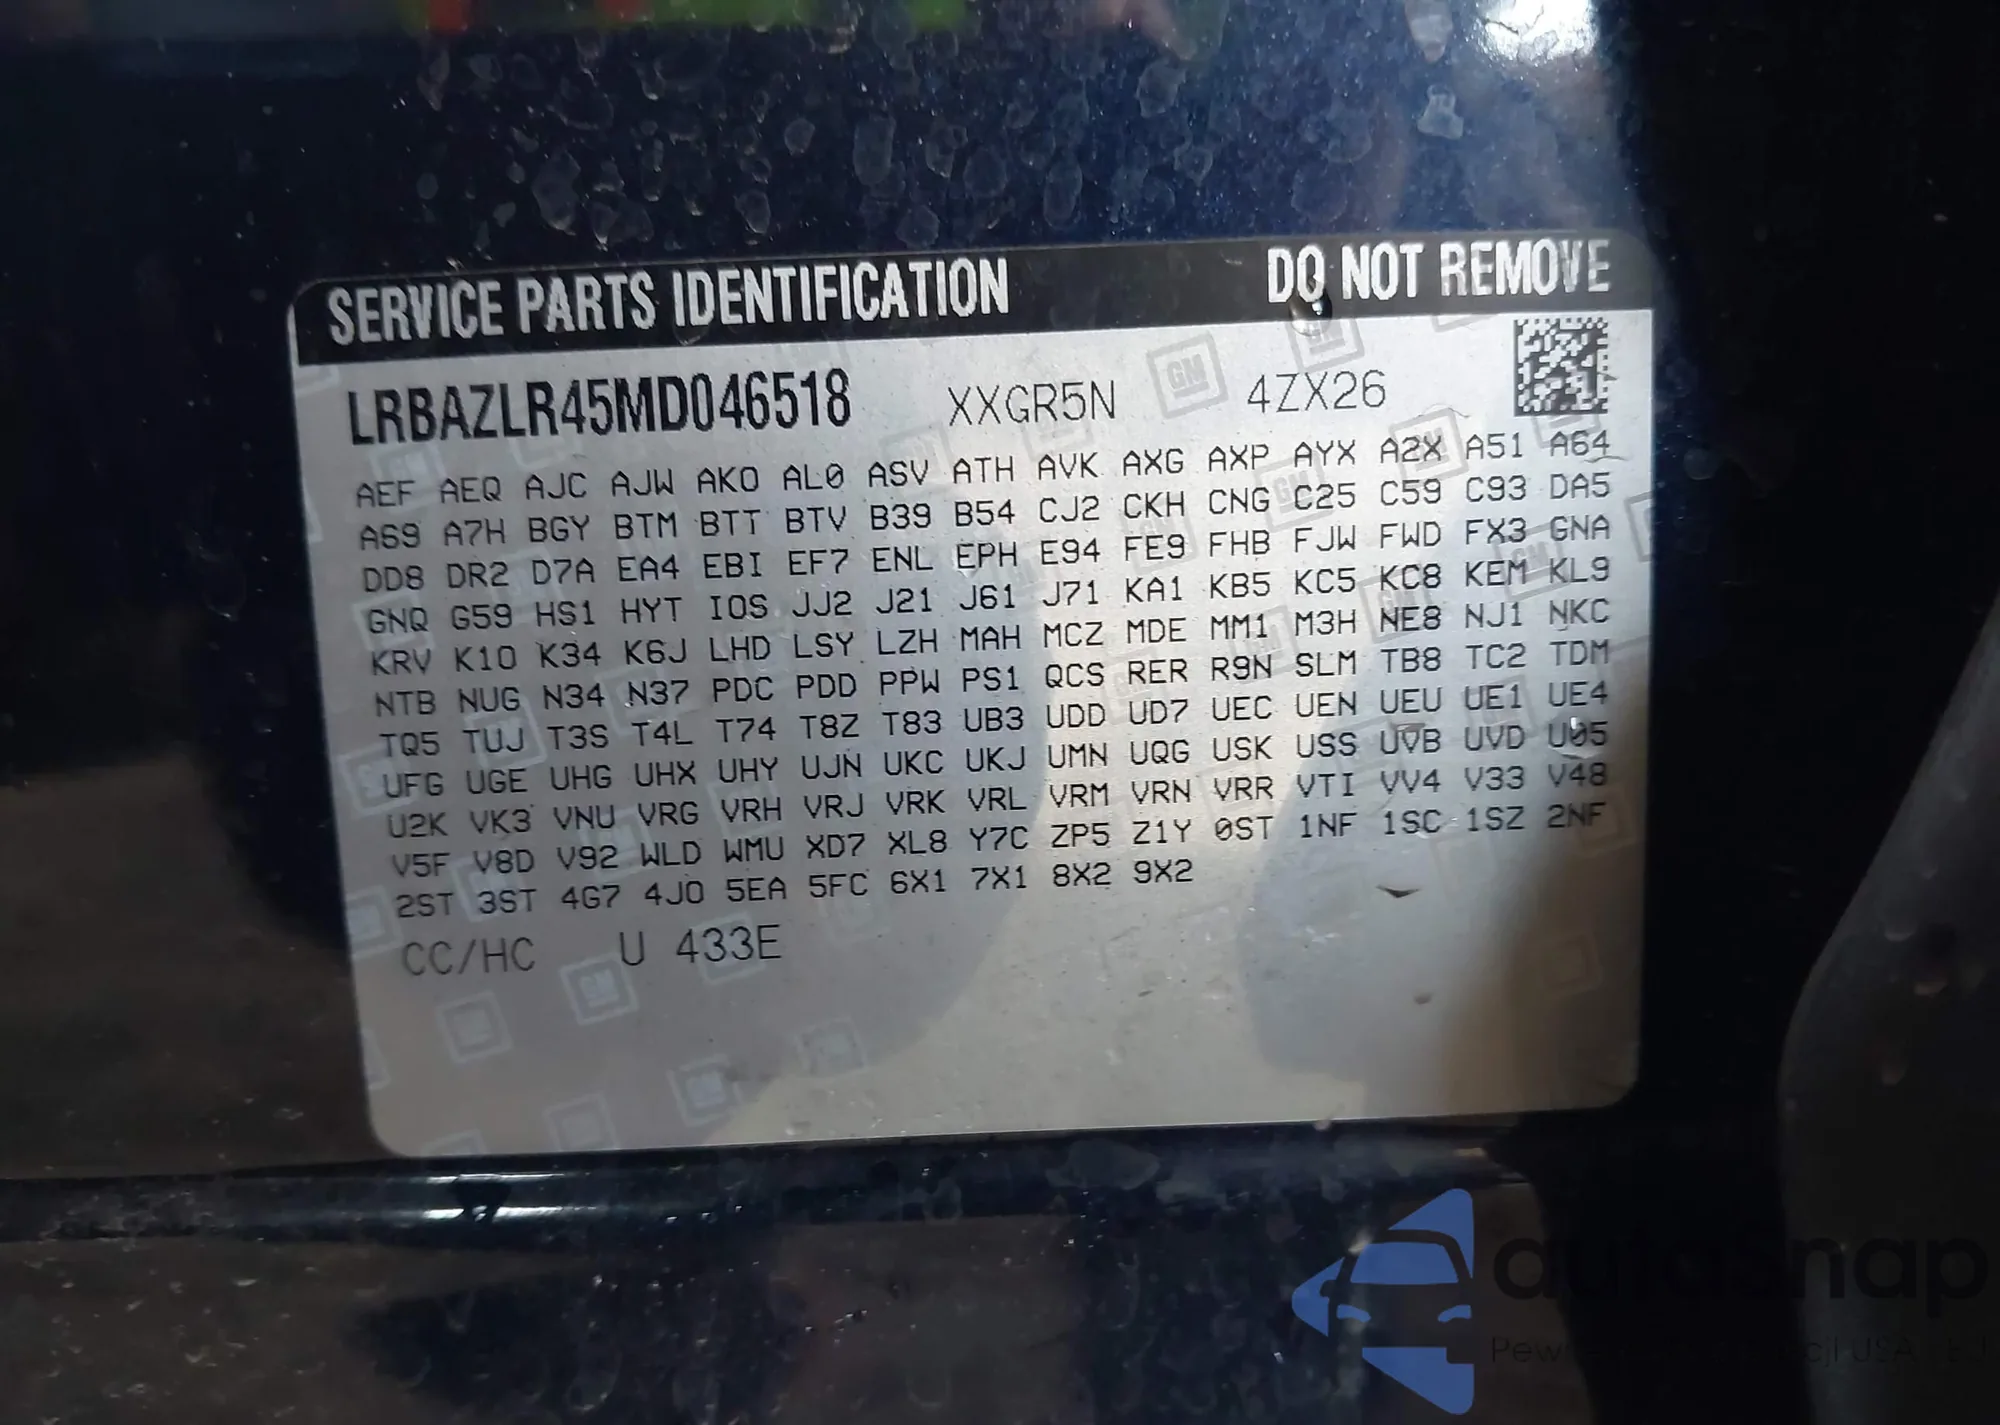 SERVICE PARTS IDENTIFICATION DO NOT REMOVE
LRBAZLR45MD046518 XXGR5N 4ZX26
AEF AEQ AJC AJW AKO AL0 ASV ATH AVK AXG AXP AYX A2X A51 A64
A69 A7H BGY BTM BTT BTV B39 B54 CJ2 CKH CNG C25 C59 C93 DA5
DD8 DR2 D7A EA4 EBI EF7 ENL EPH E94 FE9 FHB FJW FWD FX3 GNA
GNQ G59 HS1 HYT IOS JJ2 J21 J61 J71 KA1 KB5 KC5 KC8 KEM KL9
KRV K10 K34 K6J LHD LSY LZH MAH MCZ MDE MM1 M3H NE8 NJ1 NKC
NTB NUG N34 N37 PDC PDD PPW PS1 QCS RER R9N SLM TB8 TC2 TDM
TQ5 TUJ T3S T4L T74 T8Z T83 UB3 UDD UD7 UEC UEN UEU UE1 UE4
UFG UGE UHG UHX UHY UJN UKC UKJ UMN UQG USK USS UVB UVD U05
U2K VK3 VNU VRG VRH VRJ VRK VRL VRM VRN VRR VTI VV4 V33 V48
V5F V8D V92 WLD WMU XD7 XL8 Y7C ZP5 Z1Y 0ST 1NF 1SC 1SZ 2NF
2ST 3ST 4G7 4J0 5EA 5FC 6X1 7X1 8X2 9X2
CC/HC U 433E
autosnap